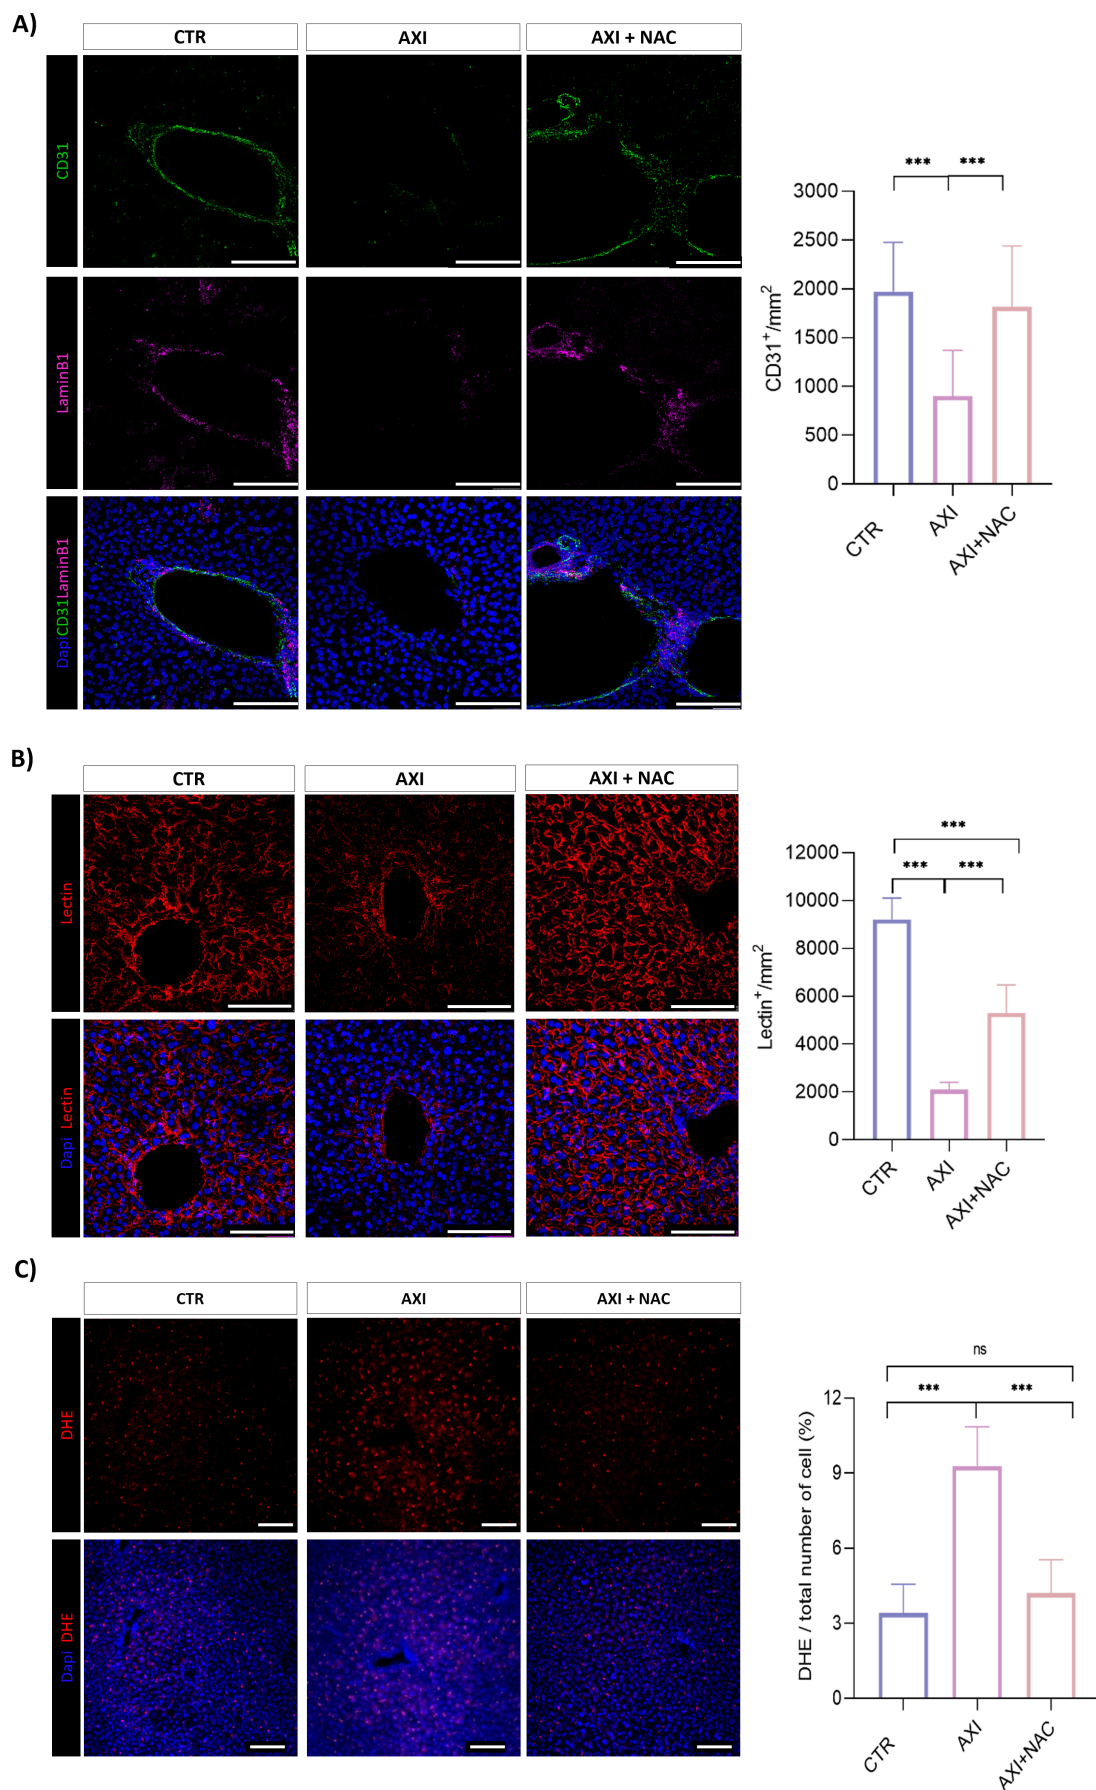 A)
CTR AXI AXI + NAC
CD31
LaminB1
DapiCD31LaminB1
*** ***
3000
2500
2000
1500
1000
500
0
CD31+/mm2
CTR AXI AXI+NAC
B)
CTR AXI AXI + NAC
Lectin
Dapi Lectin
***
*** ***
12000
10000
8000
6000
4000
2000
0
Lectin+/mm2
CTR AXI AXI+NAC
C)
CTR AXI AXI + NAC
DHE
Dapi DHE
ns
*** ***
12
9
6
3
0
DHE / total number of cell (%)
CTR AXI AXI+NAC